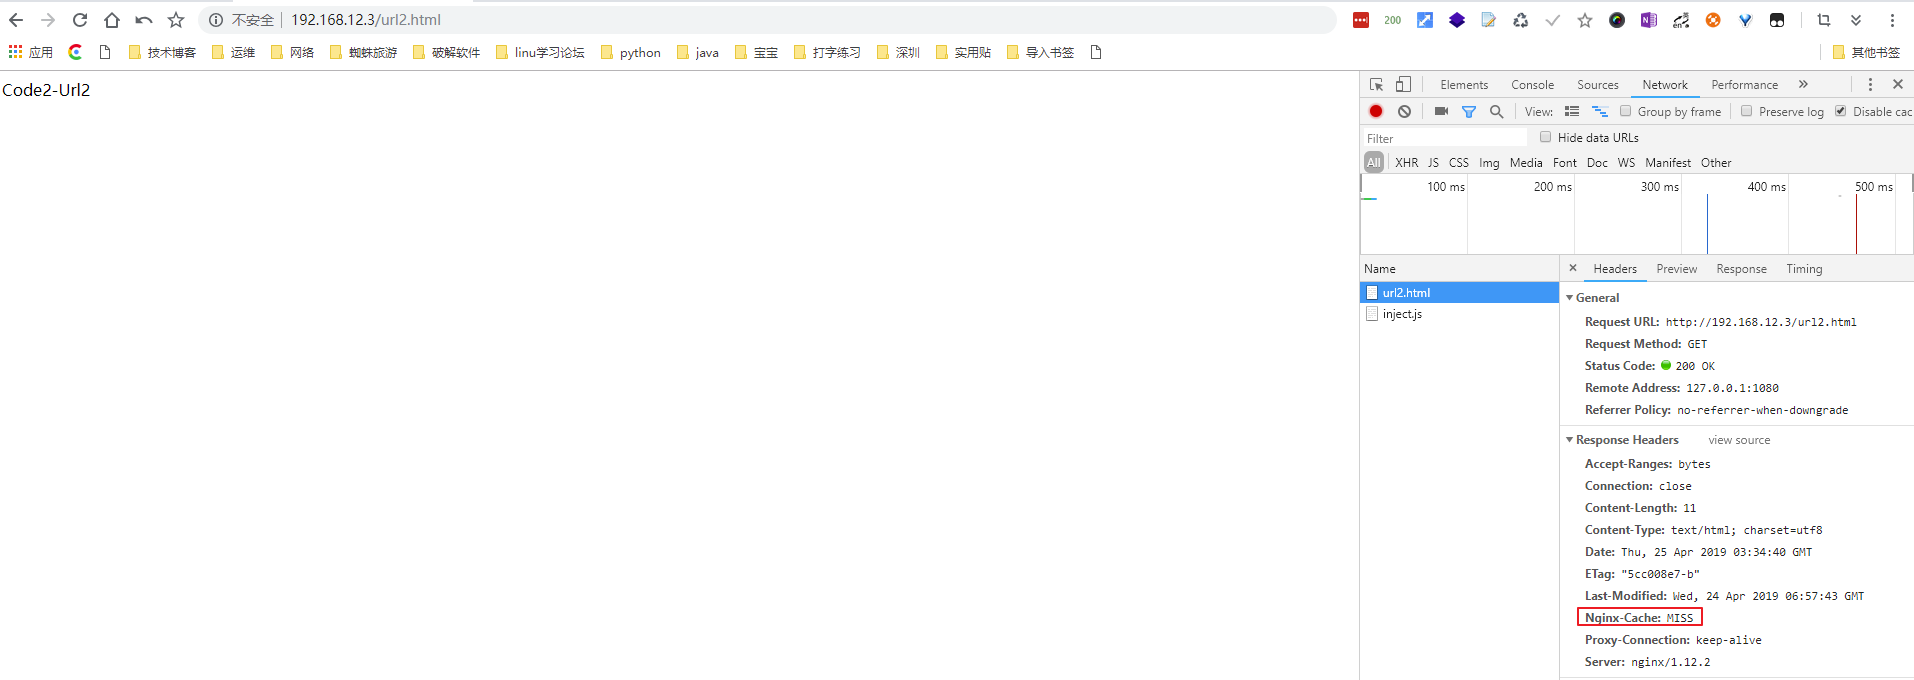 不安全 192.168.12.3/url2.html
200
en
应用 技术博客 运维 网络 蜘蛛旅游 破解软件 linu学习论坛 python java 宝宝 打字练习 深圳 实用贴 导入书签 其他书签
Code2-Url2
Elements Console Sources Network Performance
View: Group by frame Preserve log Disable cac
Filter Hide data URLs
All XHR JS CSS Img Media Font Doc WS Manifest Other
100 ms 200 ms 300 ms 400 ms 500 ms
Name
url2.html
inject.js
Headers Preview Response Timing
General
Request URL: http://192.168.12.3/url2.html
Request Method: GET
Status Code: 200 OK
Remote Address: 127.0.0.1:1080
Referrer Policy: no-referrer-when-downgrade
Response Headers view source
Accept-Ranges: bytes
Connection: close
Content-Length: 11
Content-Type: text/html; charset=utf8
Date: Thu, 25 Apr 2019 03:34:40 GMT
ETag: "5cc008e7-b"
Last-Modified: Wed, 24 Apr 2019 06:57:43 GMT
Nginx-Cache: MISS
Proxy-Connection: keep-alive
Server: nginx/1.12.2